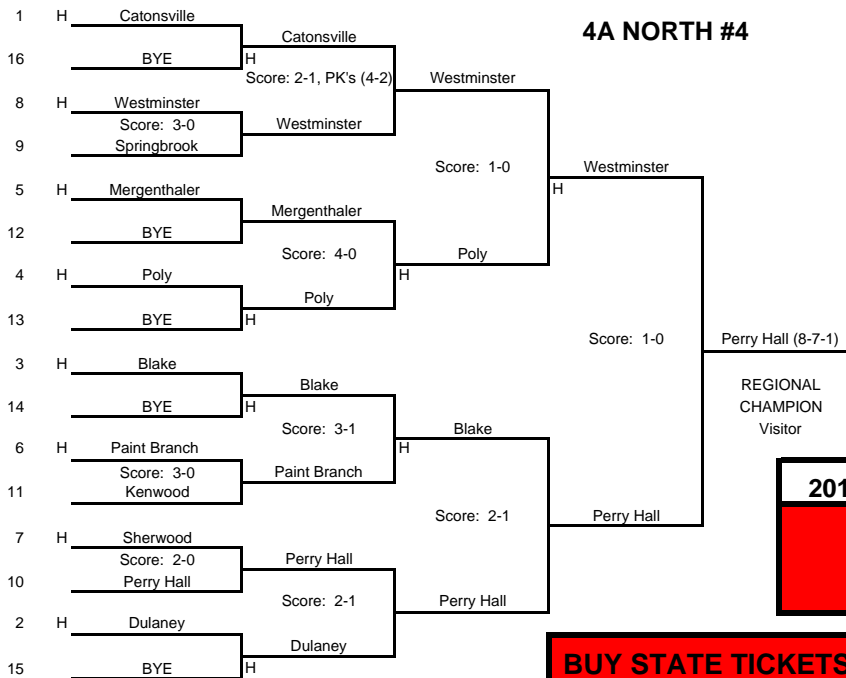 4A NORTH #4
1 H Catonsville
Catonsville
16 BYE H
Score: 2-1, PK's (4-2)
Westminster
8 H Westminster
Score: 3-0
Westminster
9 Springbrook
Score: 1-0
Westminster
H
5 H Mergenthaler
Mergenthaler
12 BYE
Score: 4-0
Poly
H
4 H Poly
Poly
13 BYE H
Score: 1-0
Perry Hall (8-7-1)
REGIONAL
CHAMPION
Visitor
3 H Blake
Blake
14 BYE H
Score: 3-1
Blake
H
6 H Paint Branch
Score: 3-0
Paint Branch
11 Kenwood
Score: 2-1
Perry Hall
7 H Sherwood
Score: 2-0
Perry Hall
10 Perry Hall
Score: 2-1
Perry Hall
2 H Dulaney
Dulaney
15 BYE H
201
BUY STATE TICKETS